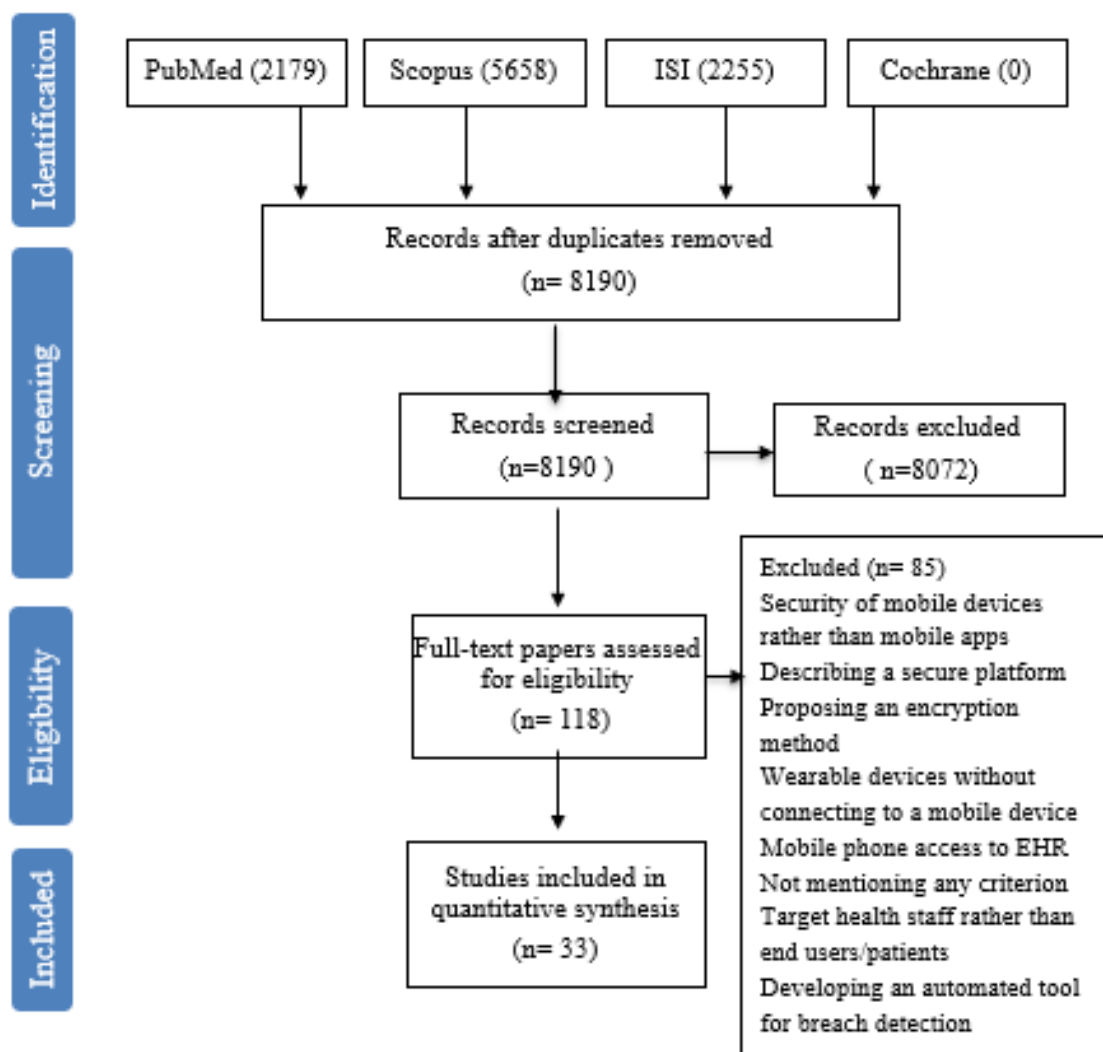 Identification
PubMed (2179)
Scopus (5658)
ISI (2255)
Cochrane (0)
Records after duplicates removed
(n= 8190)
Screening
Records screened
(n=8190 )
Records excluded
( n=8072)
Eligibility
Full-text papers assessed
for eligibility
(n= 118)
Excluded (n= 85)
Security of mobile devices
rather than mobile apps
Describing a secure platform
Proposing an encryption
method
Wearable devices without
connecting to a mobile device
Mobile phone access to EHR
Not mentioning any criterion
Target health staff rather than
end users/patients
Developing an automated tool
for breach detection
Included
Studies included in
quantitative synthesis
(n= 33)